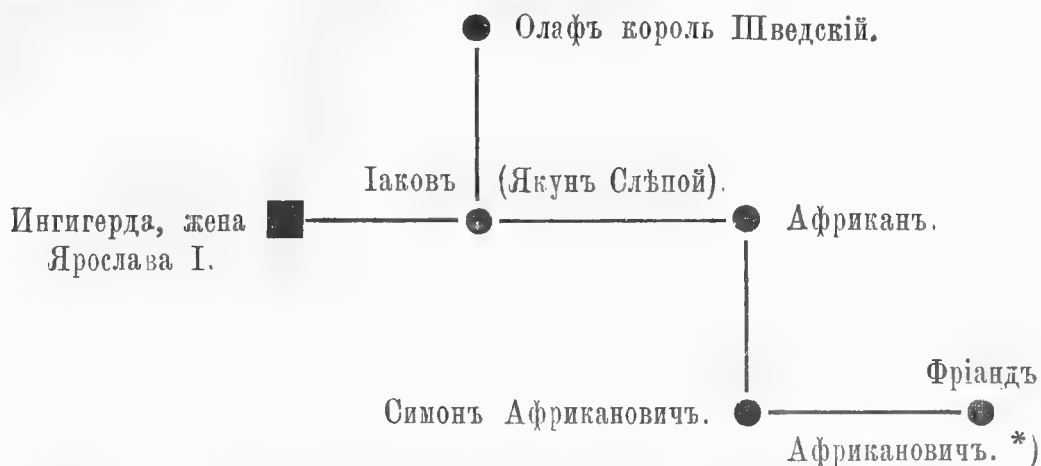 Олафъ король Шведскій.
Іаковъ (Якунъ Слѣпой).
Ингигерда, жена
Ярослава I.
Африканъ.
Фріандъ
Симонъ Африкановичъ.
Африкановичъ. *)